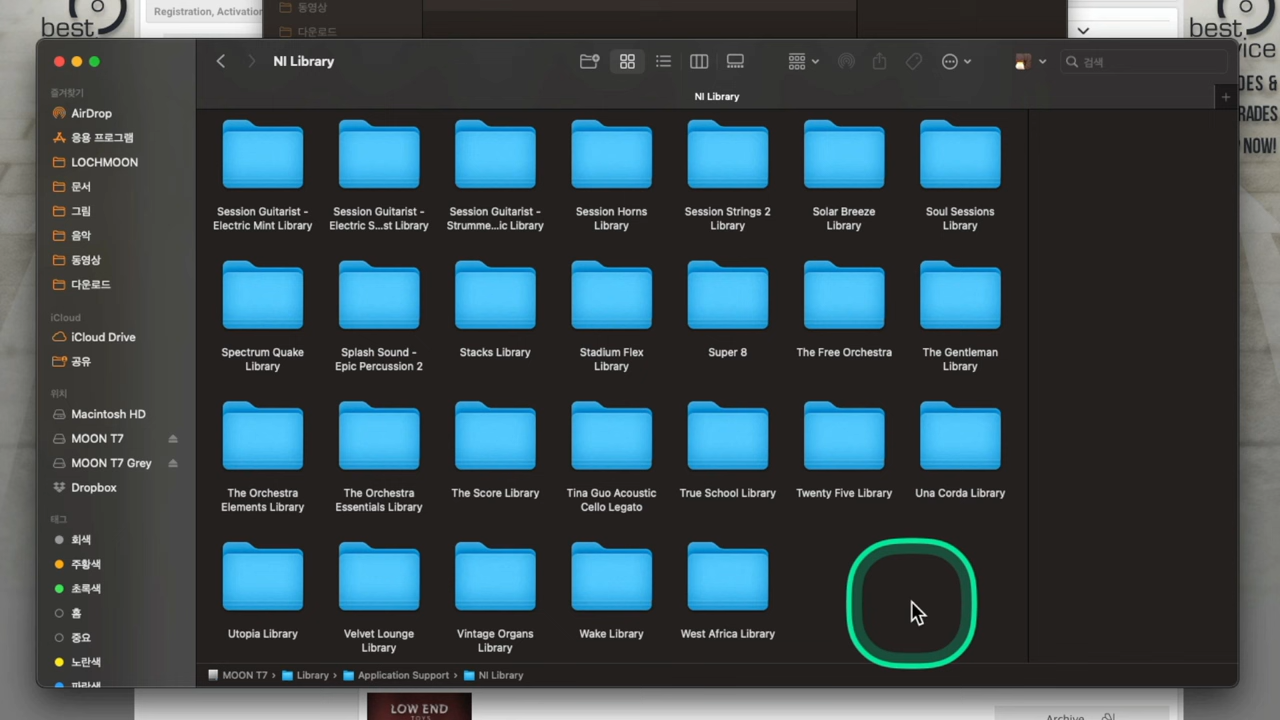 Registration, Activation
동영상
다운로드
best
best
vice
DES &
RADES
NOW!
NI Library
검색
NI Library
즐겨찾기
AirDrop
응용 프로그램
LOCHMOON
문서
그림
음악
동영상
다운로드
iCloud
iCloud Drive
공유
위치
Macintosh HD
MOON T7
MOON T7 Grey
Dropbox
태그
회색
주황색
초록색
홈
중요
노란색
파란색
Session Guitarist -
Electric Mint Library
Session Guitarist -
Electric S...st Library
Session Guitarist -
Strumme...ic Library
Session Horns
Library
Session Strings 2
Library
Solar Breeze
Library
Soul Sessions
Library
Spectrum Quake
Library
Splash Sound -
Epic Percussion 2
Stacks Library
Stadium Flex
Library
Super 8
The Free Orchestra
The Gentleman
Library
The Orchestra
Elements Library
The Orchestra
Essentials Library
The Score Library
Tina Guo Acoustic
Cello Legato
True School Library
Twenty Five Library
Una Corda Library
Utopia Library
Velvet Lounge
Library
Vintage Organs
Library
Wake Library
West Africa Library
MOON T7 › Library › Application Support › NI Library
LOW END
Archive